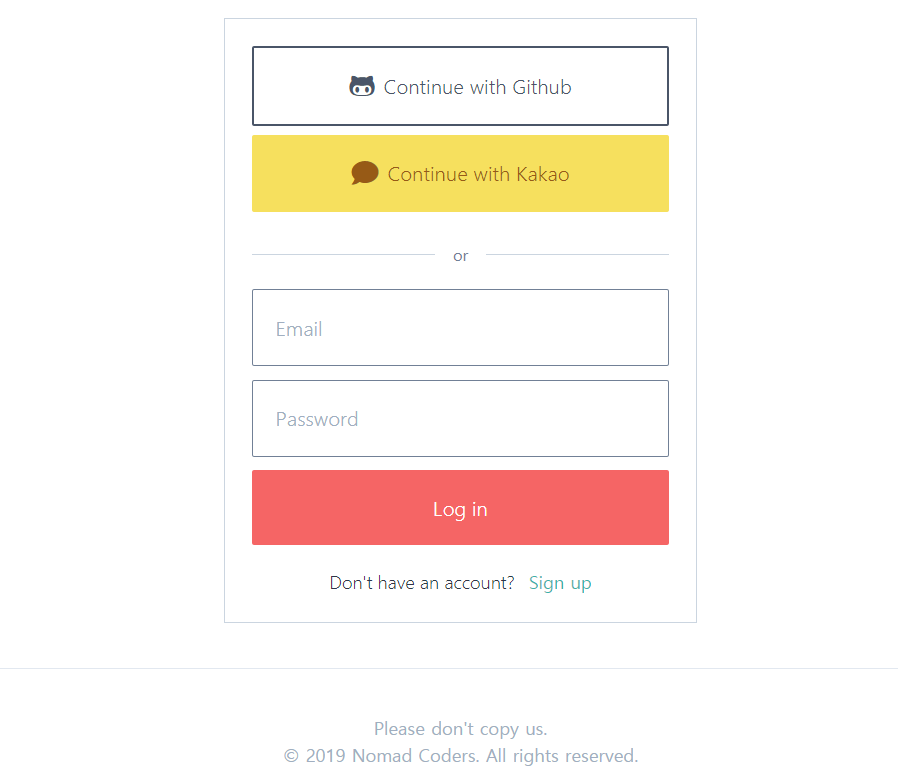 Continue with Github
Continue with Kakao
or
Email
Password
Log in
Don't have an account? Sign up
Please don't copy us.
© 2019 Nomad Coders. All rights reserved.